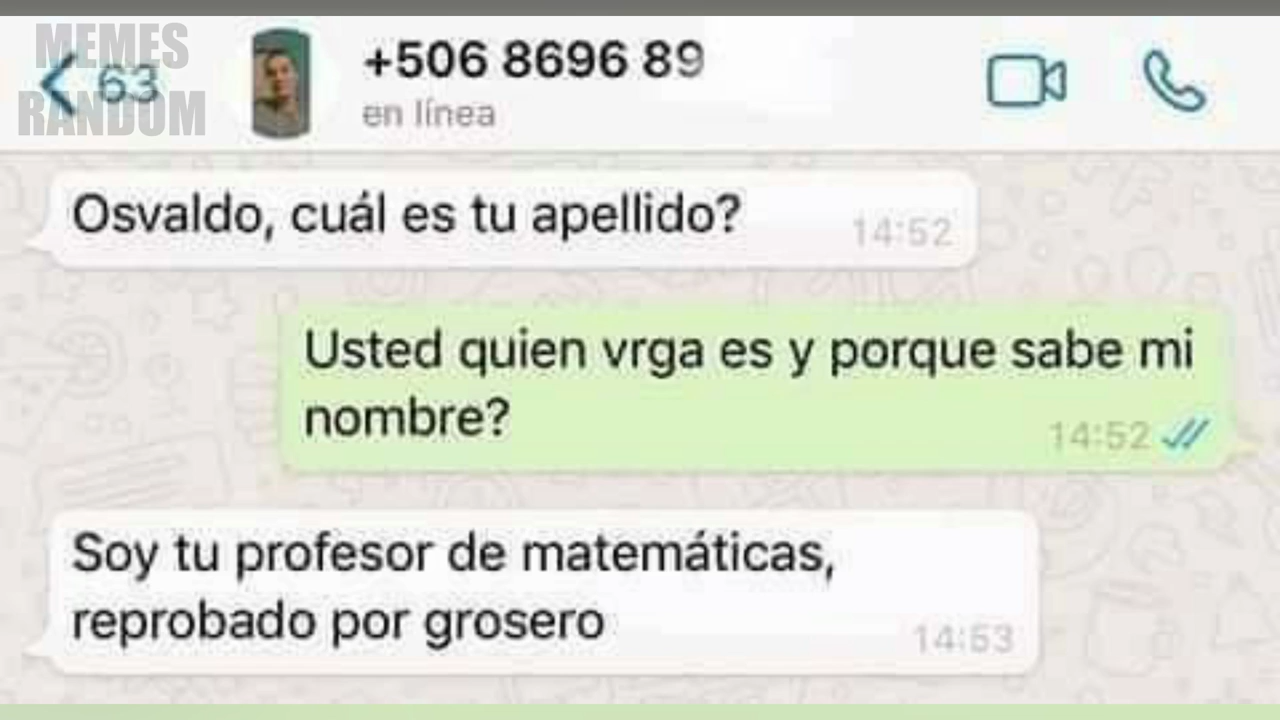 MEMES
RANDOM
63
+506 8696 89
en línea
Osvaldo, cuál es tu apellido?
14:52
Usted quien vrga es y porque sabe mi
nombre?
14:52
Soy tu profesor de matemáticas,
reprobado por grosero
14:53